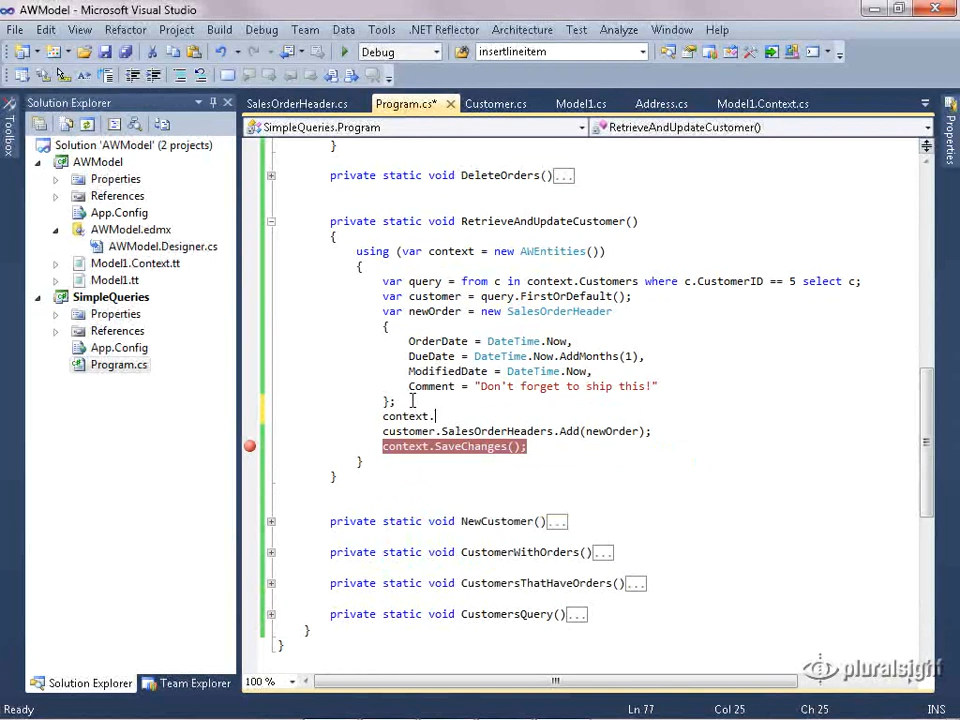 AWModel - Microsoft Visual Studio
File Edit View Refactor Project Build Debug Team Data Tools .NET Reflector Architecture Test Analyze Window Help
Debug insertlineitem
Solution Explorer
SalesOrderHeader.cs Program.cs* Customer.cs Model1.cs Address.cs Model1.Context.cs
SimpleQueries.Program RetrieveAndUpdateCustomer()
Toolbox
Properties
Solution 'AWModel' (2 projects)
AWModel
Properties
References
App.Config
AWModel.edmx
AWModel.Designer.cs
Model1.Context.tt
Model1.tt
SimpleQueries
Properties
References
App.Config
Program.cs
}
private static void DeleteOrders()...
private static void RetrieveAndUpdateCustomer()
{
using (var context = new AWEntities())
{
var query = from c in context.Customers where c.CustomerID == 5 select c;
var customer = query.FirstOrDefault();
var newOrder = new SalesOrderHeader
{
OrderDate = DateTime.Now,
DueDate = DateTime.Now.AddMonths(1),
ModifiedDate = DateTime.Now,
Comment = "Don't forget to ship this!"
};
context.
customer.SalesOrderHeaders.Add(newOrder);
context.SaveChanges();
}
}
private static void NewCustomer()...
private static void CustomerWithOrders()...
private static void CustomersThatHaveOrders()...
private static void CustomersQuery()...
}
}
pluralsight
Solution Explorer Team Explorer 100 %
Ready Ln 77 Col 25 Ch 25 INS